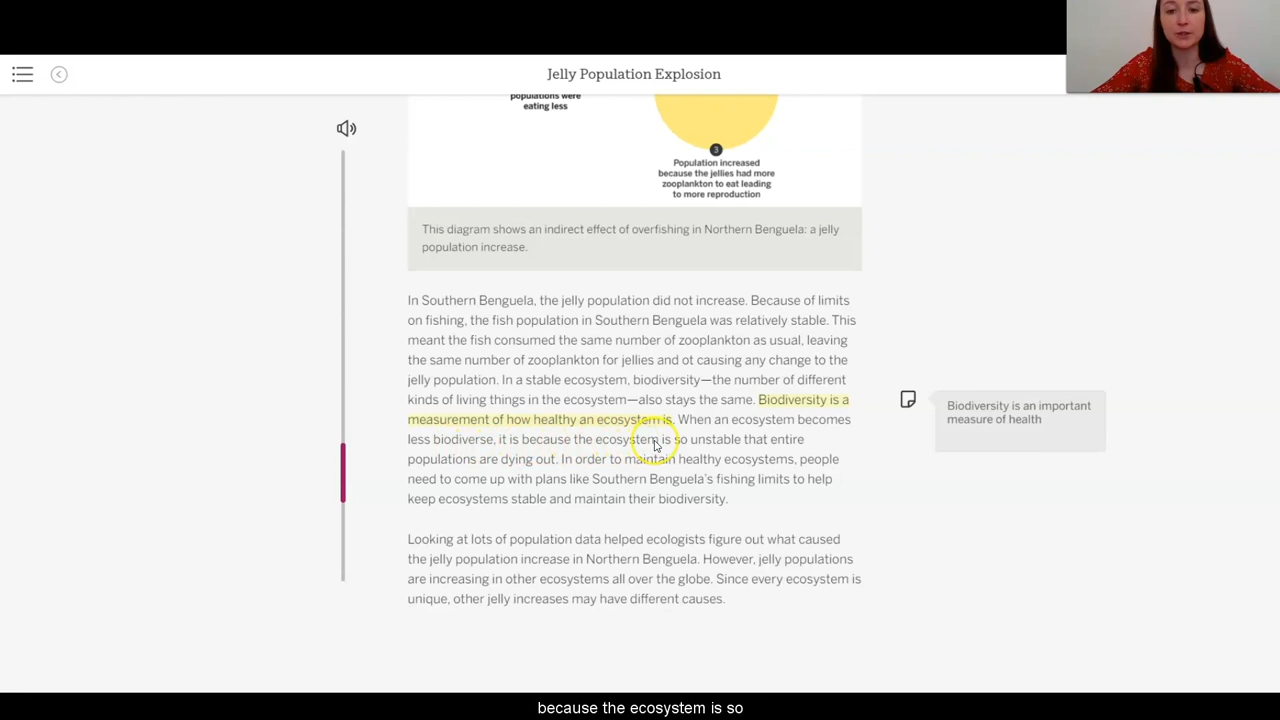 Jelly Population Explosion
populations were
eating less
3
Population increased
because the jellies had more
zooplankton to eat leading
to more reproduction
This diagram shows an indirect effect of overfishing in Northern Benguela: a jelly
population increase.
In Southern Benguela, the jelly population did not increase. Because of limits
on fishing, the fish population in Southern Benguela was relatively stable. This
meant the fish consumed the same number of zooplankton as usual, leaving
the same number of zooplankton for jellies and ot causing any change to the
jelly population. In a stable ecosystem, biodiversity—the number of different
kinds of living things in the ecosystem—also stays the same. Biodiversity is a
measurement of how healthy an ecosystem is. When an ecosystem becomes
less biodiverse, it is because the ecosystem is so unstable that entire
populations are dying out. In order to maintain healthy ecosystems, people
need to come up with plans like Southern Benguela's fishing limits to help
keep ecosystems stable and maintain their biodiversity.
Biodiversity is an important
measure of health
Looking at lots of population data helped ecologists figure out what caused
the jelly population increase in Northern Benguela. However, jelly populations
are increasing in other ecosystems all over the globe. Since every ecosystem is
unique, other jelly increases may have different causes.
because the ecosystem is so